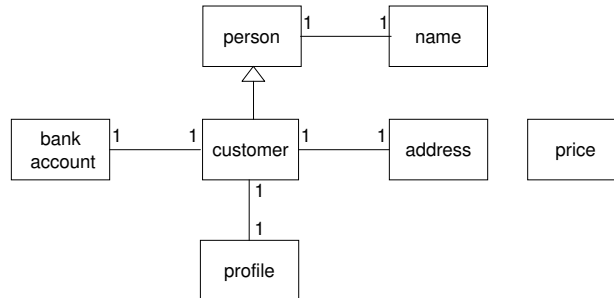 person
1
1
name
bank
account
1
1
customer
1
1
address
price
1
1
profile